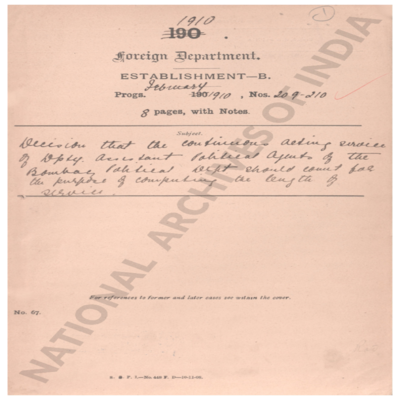 1910
190
1
Foreign Department.
ESTABLISHMENT—B.
February
Progs. 190 1910, Nos. 209-210
8 pages, with Notes.
Subject.
Decision that the continuous acting service
of Dpty. Assistant Political Agents of the
Bombay Political Dept should count for
the purpose of computing the length of
service.
For references to former and later cases see within the cover.
No. 67.
NATIONAL ARCHIVES OF INDIA